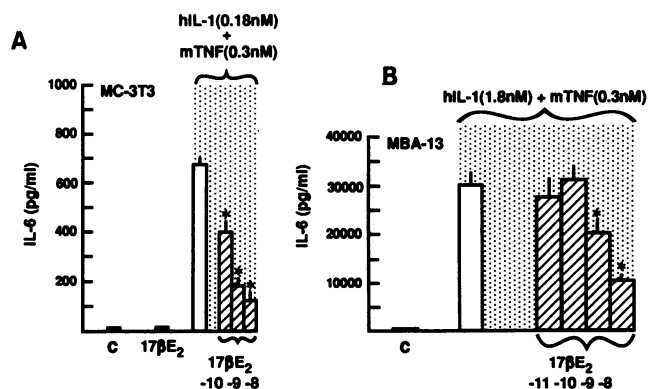 A
hIL-1(0.18nM)
+
mTNF(0.3nM)
MC-3T3
1000
800
600
400
200
IL-6 (pg/ml)
*
*
*
C
17βE2
17βE2
-10 -9 -8
B
hIL-1(1.8nM) + mTNF(0.3nM)
MBA-13
40000
30000
20000
10000
IL-6 (pg/ml)
*
*
C
17βE2
-11 -10 -9 -8